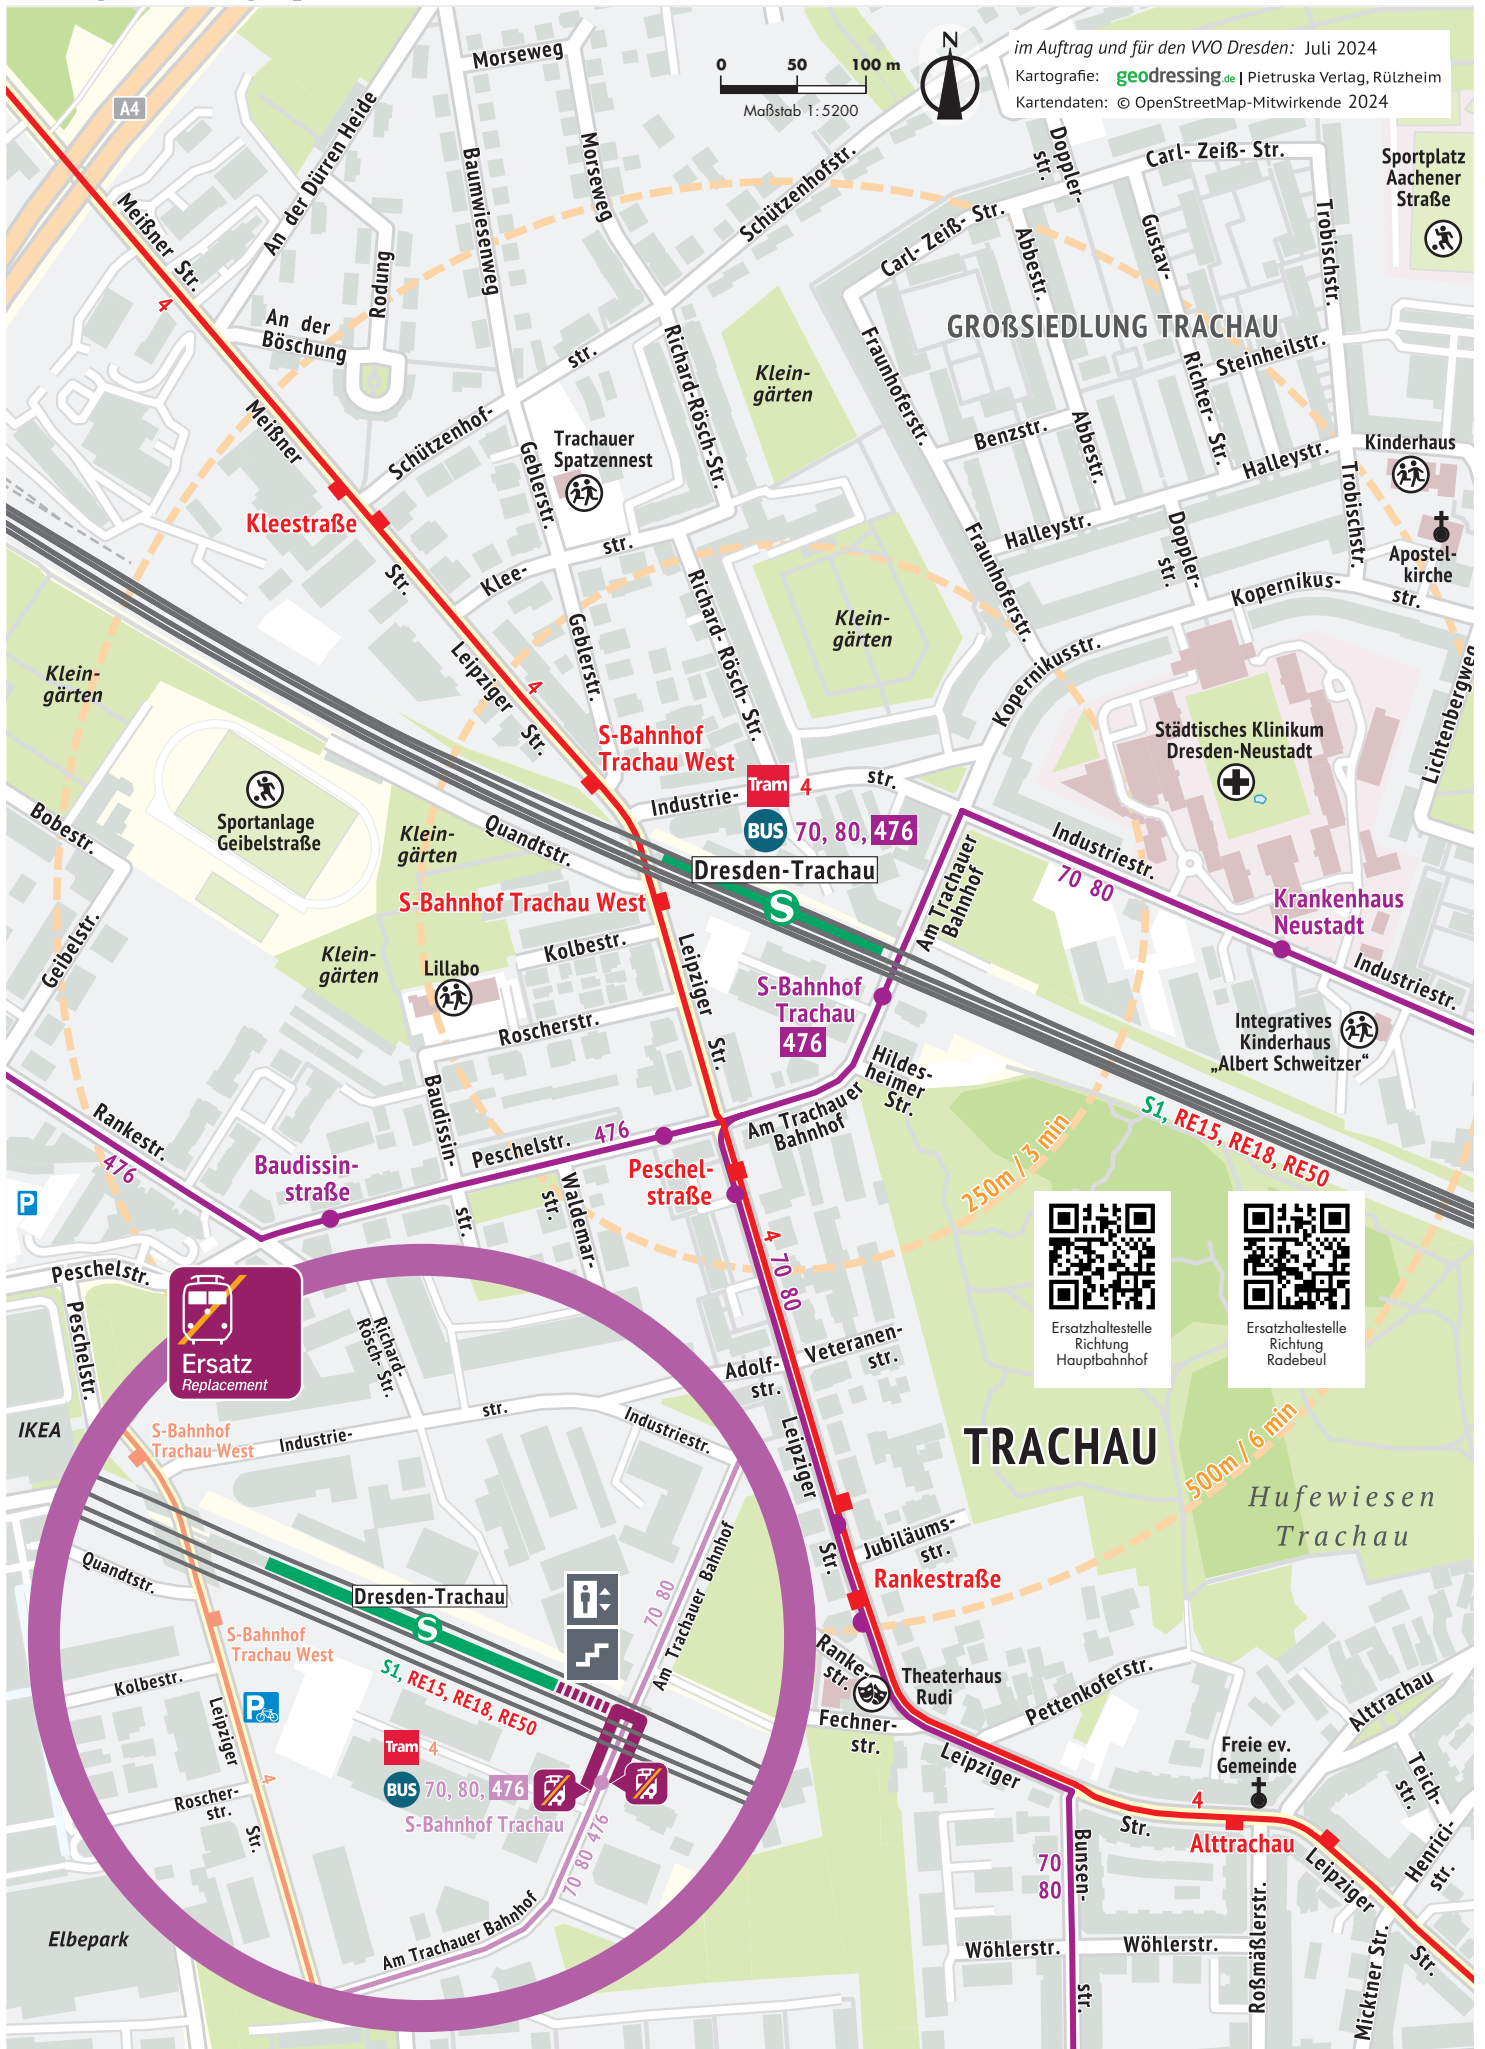 im Auftrag und für den VVO Dresden: Juli 2024
Kartografie: geodressing.de | Pietruska Verlag, Rülzheim
Kartendaten: © OpenStreetMap-Mitwirkende 2024
0 50 100 m
Maßstab 1:5200
N
A4
Morseweg
Morseweg
Baumwiesenweg
An der Dürren Heide
Rodung
An der
Böschung
Meißner Str.
4
Meißner
Str.
Schützenhofstr.
Schützenhof-
str.
Doppler-
str.
Carl- Zeiß- Str.
Carl- Zeiß- Str.
Sportplatz
Aachener
Straße
Trobischstr.
Gustav-
Richter- Str.
Abbestr.
Abbestr.
GROßSIEDLUNG TRACHAU
Steinheilstr.
Fraunhoferstr.
Benzstr.
Halleystr.
Halleystr.
Kinderhaus
Trobischstr.
Apostel-
kirche
Klein-
gärten
Richard-Rösch-Str.
Trachauer
Spatzennest
Geblerstr.
Kleestraße
Klee-
str.
Geblerstr.
Richard- Rösch- Str.
Klein-
gärten
Fraunhoferstr.
Doppler-
str.
Kopernikus-
str.
Kopernikusstr.
Lichtenbergweg
Städtisches Klinikum
Dresden-Neustadt
Klein-
gärten
Leipziger
Str.
4
S-Bahnhof
Trachau West
Industrie-
str.
Tram 4
BUS 70, 80, 476
Dresden-Trachau
S
Sportanlage
Geibelstraße
Bobestr.
Geibelstr.
Klein-
gärten
Quandtstr.
S-Bahnhof Trachau West
Klein-
gärten
Lillabo
Kolbestr.
Roscherstr.
Leipziger
Str.
Am Trachauer
Bahnhof
Industriestr.
70 80
Krankenhaus
Neustadt
Industriestr.
S-Bahnhof
Trachau
476
Integratives
Kinderhaus
„Albert Schweitzer“
Hildes-
heimer
Str.
Am Trachauer
Bahnhof
S1, RE15, RE18, RE50
250m / 3 min
Rankestr.
476
Baudissin-
str.
Baudissin-
straße
Peschelstr.
476
Peschel-
straße
Waldemar-
str.
P
Peschelstr.
Peschelstr.
4
70
80
Ersatzhaltestelle
Richtung
Hauptbahnhof
Ersatzhaltestelle
Richtung
Radebeul
Veteranen-
str.
Adolf-
str.
Leipziger
Str.
TRACHAU
500m / 6 min
Hufewiesen
Trachau
Jubiläums-
str.
Rankestraße
Ranke-
str.
Theaterhaus
Rudi
Fechner-
str.
Pettenkoferstr.
Leipziger
Str.
Alttrachau
Freie ev.
Gemeinde
Teich-
str.
4
Alttrachau
Henrici-
str.
Leipziger
Str.
Bunsen-
str.
70
80
Wöhlerstr.
Wöhlerstr.
Roßmäßlerstr.
Micktner Str.
Ersatz
Replacement
Richard-
Rösch- Str.
IKEA
S-Bahnhof
Trachau West
Industrie-
str.
Industriestr.
Quandtstr.
Dresden-Trachau
S
S-Bahnhof
Trachau West
S1, RE15, RE18, RE50
70 80
Am Trachauer Bahnhof
Kolbestr.
Leipziger
Str.
P
Tram 4
BUS 70, 80, 476
S-Bahnhof Trachau
Roscher-
str.
4
70 80 476
Am Trachauer Bahnhof
Elbepark